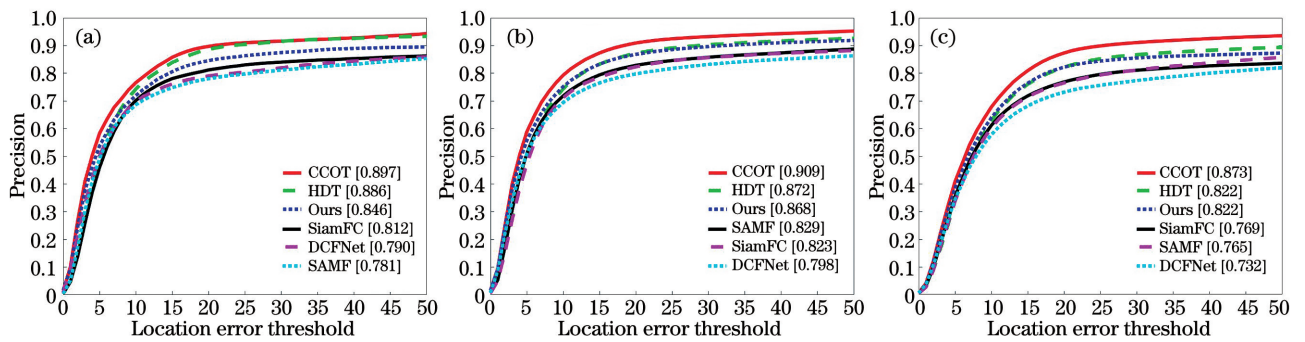 (a)
Precision
1.0
0.9
0.8
0.7
0.6
0.5
0.4
0.3
0.2
0.1
0
CCOT [0.897]
HDT [0.886]
Ours [0.846]
SiamFC [0.812]
DCFNet [0.790]
SAMF [0.781]
0 5 10 15 20 25 30 35 40 45 50
Location error threshold
(b)
Precision
1.0
0.9
0.8
0.7
0.6
0.5
0.4
0.3
0.2
0.1
0
CCOT [0.909]
HDT [0.872]
Ours [0.868]
SAMF [0.829]
SiamFC [0.823]
DCFNet [0.798]
0 5 10 15 20 25 30 35 40 45 50
Location error threshold
(c)
Precision
1.0
0.9
0.8
0.7
0.6
0.5
0.4
0.3
0.2
0.1
0
CCOT [0.873]
HDT [0.822]
Ours [0.822]
SiamFC [0.769]
SAMF [0.765]
DCFNet [0.732]
0 5 10 15 20 25 30 35 40 45 50
Location error threshold